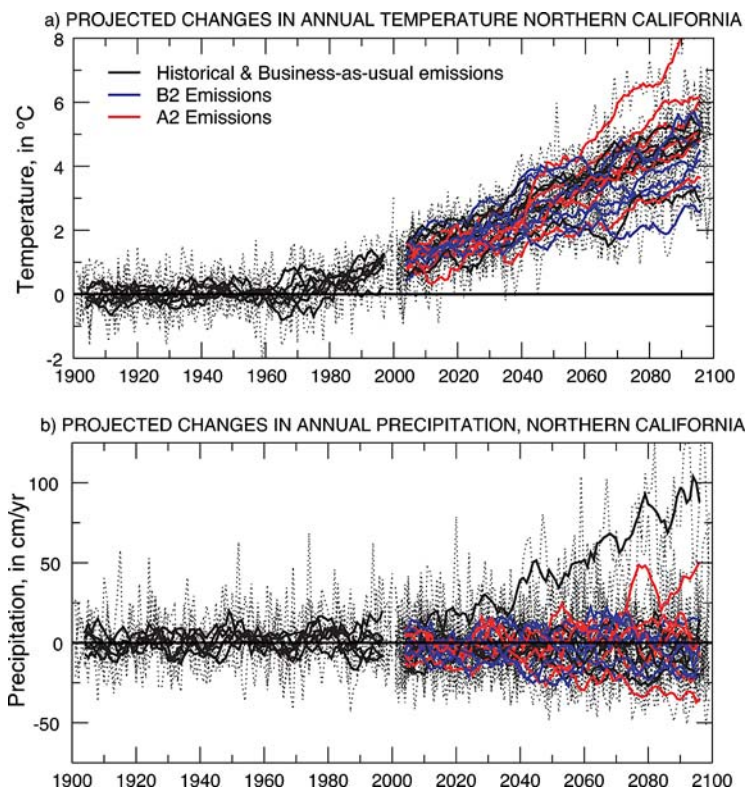 a) PROJECTED CHANGES IN ANNUAL TEMPERATURE NORTHERN CALIFORNIA
8
6
4
2
0
-2
Temperature, in °C
Historical & Business-as-usual emissions
B2 Emissions
A2 Emissions
1900 1920 1940 1960 1980 2000 2020 2040 2060 2080 2100
b) PROJECTED CHANGES IN ANNUAL PRECIPITATION, NORTHERN CALIFORNIA
100
50
0
-50
Precipitation, in cm/yr
1900 1920 1940 1960 1980 2000 2020 2040 2060 2080 2100